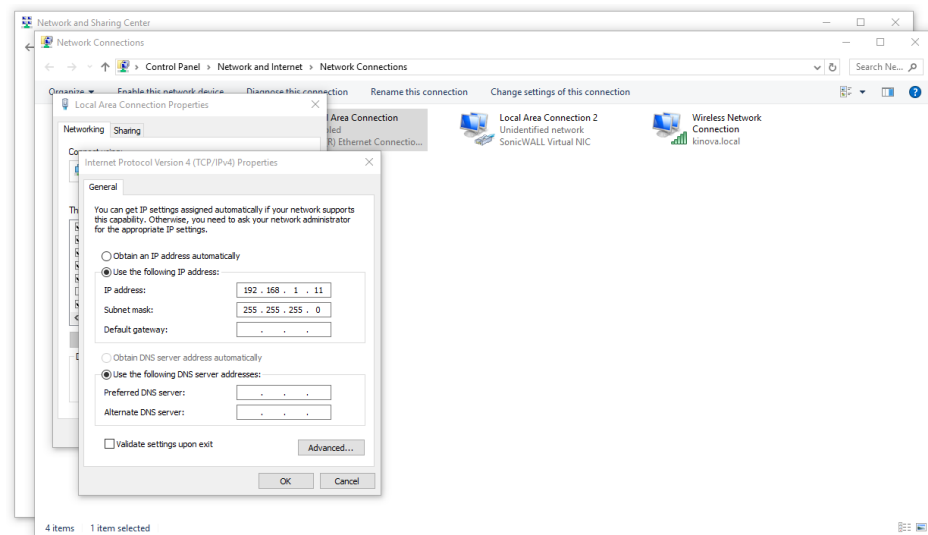 Network and Sharing Center
Network Connections
Control Panel > Network and Internet > Network Connections
Search Ne...
Organize
Enable this network device
Diagnose this connection
Rename this connection
Change settings of this connection
Local Area Connection Properties
Networking
Sharing
Area Connection
R) Ethernet Connectio...
Local Area Connection 2
Unidentified network
SonicWALL Virtual NIC
Wireless Network
Connection
kinova.local
Internet Protocol Version 4 (TCP/IPv4) Properties
General
You can get IP settings assigned automatically if your network supports
this capability. Otherwise, you need to ask your network administrator
for the appropriate IP settings.
Obtain an IP address automatically
Use the following IP address:
IP address:
192 . 168 . 1 . 11
Subnet mask:
255 . 255 . 255 . 0
Default gateway:
. . .
Obtain DNS server address automatically
Use the following DNS server addresses:
Preferred DNS server:
. . .
Alternate DNS server:
. . .
Validate settings upon exit
Advanced...
OK
Cancel
4 items
1 item selected